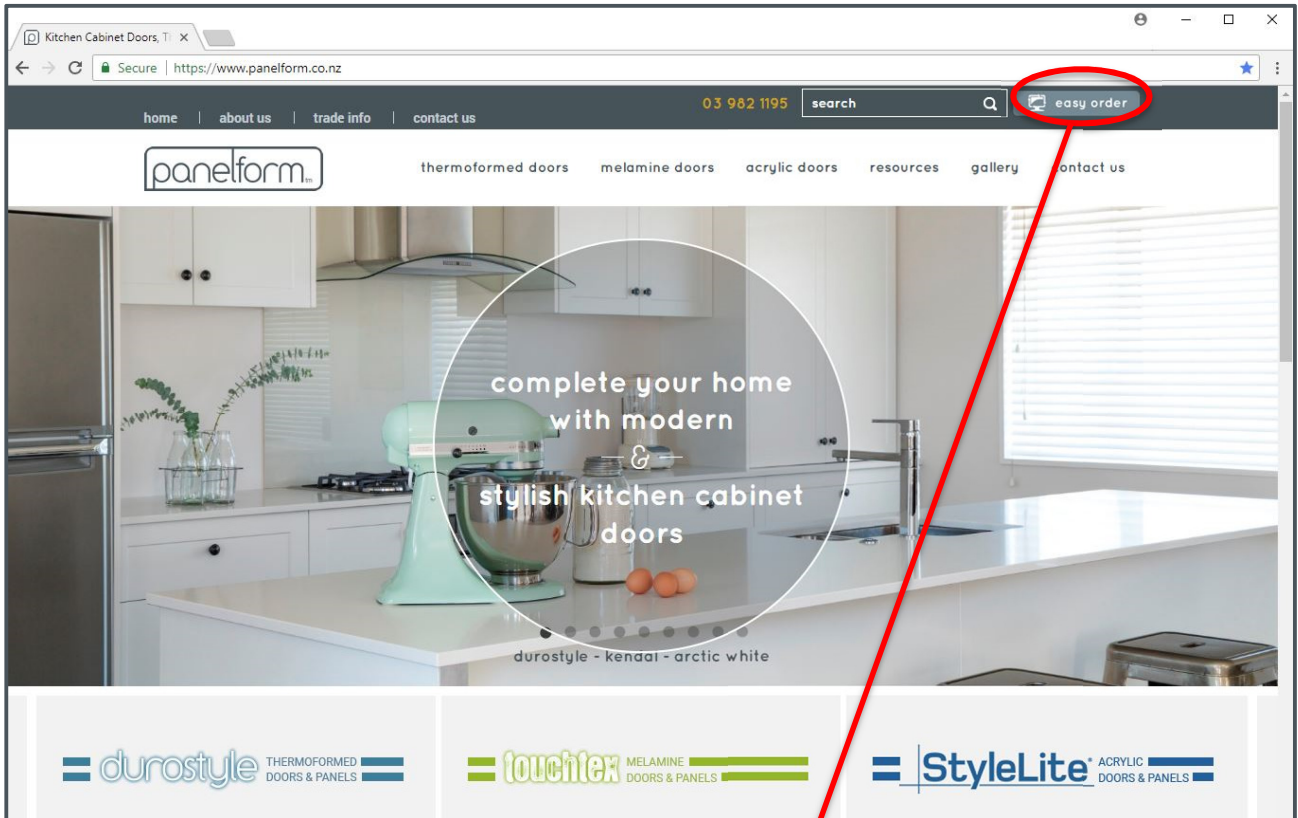 Kitchen Cabinet Doors, T
Secure | https://www.panelform.co.nz
03 982 1195 search easy order
home | about us | trade info | contact us
panelform™
thermoformed doors melamine doors acrylic doors resources gallery contact us
complete your home
with modern
&
stylish kitchen cabinet
doors
durostyle - kendal - arctic white
durostyle THERMOFORMED DOORS & PANELS
touchtex MELAMINE DOORS & PANELS
StyleLite® ACRYLIC DOORS & PANELS